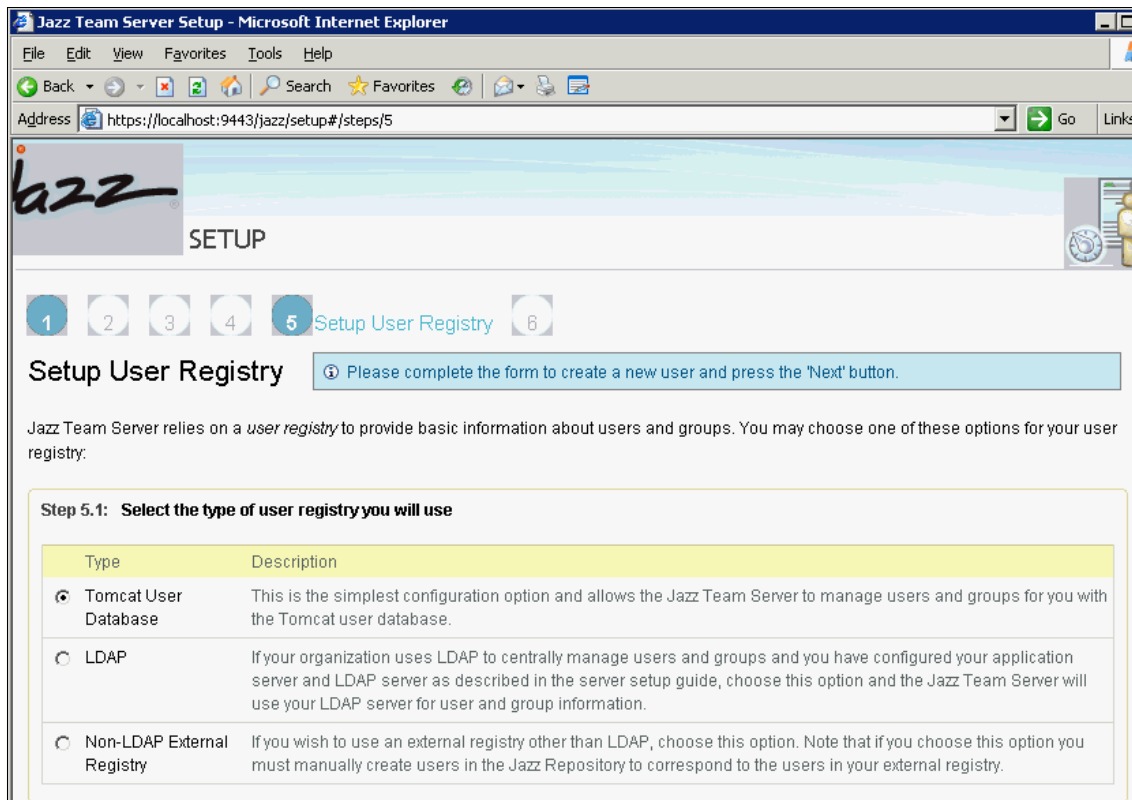 Jazz Team Server Setup - Microsoft Internet Explorer
File Edit View Favorites Tools Help
Back Search Favorites
Address https://localhost:9443/jazz/setup#/steps/5 Go Links
Jazz
SETUP
1 2 3 4 5 Setup User Registry 6
Setup User Registry Please complete the form to create a new user and press the 'Next' button.
Jazz Team Server relies on a user registry to provide basic information about users and groups. You may choose one of these options for your user
registry:
Step 5.1: Select the type of user registry you will use
Type Description
Tomcat User This is the simplest configuration option and allows the Jazz Team Server to manage users and groups for you with
Database the Tomcat user database.
LDAP If your organization uses LDAP to centrally manage users and groups and you have configured your application
server and LDAP server as described in the server setup guide, choose this option and the Jazz Team Server will
use your LDAP server for user and group information.
Non-LDAP External If you wish to use an external registry other than LDAP, choose this option. Note that if you choose this option you
Registry must manually create users in the Jazz Repository to correspond to the users in your external registry.